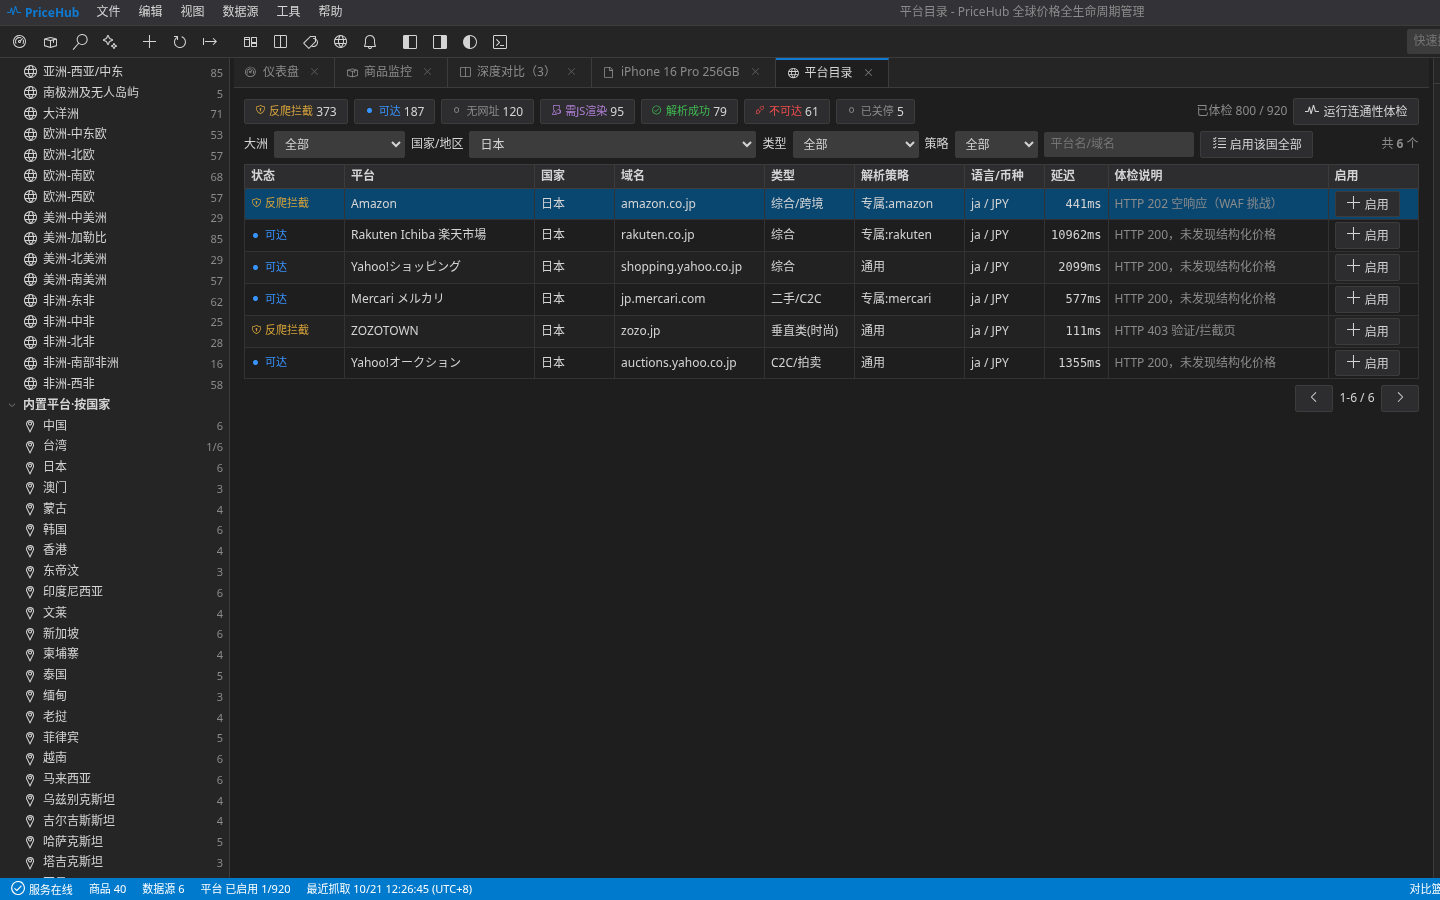 PriceHub 文件 编辑 视图 数据源 工具 帮助 平台目录 - PriceHub 全球价格全生命周期管理
快速
亚洲-西亚/中东 85
南极洲及无人岛屿 5
大洋洲 71
欧洲-中东欧 53
欧洲-北欧 57
欧洲-南欧 68
欧洲-西欧 57
美洲-中美洲 29
美洲-加勒比 85
美洲-北美洲 29
美洲-南美洲 57
非洲-东非 62
非洲-中非 25
非洲-北非 28
非洲-南部非洲 16
非洲-西非 58
内置平台·按国家
中国 6
台湾 1/6
日本 6
澳门 3
蒙古 4
韩国 6
香港 4
东帝汶 3
印度尼西亚 6
文莱 4
新加坡 6
柬埔寨 4
泰国 5
缅甸 3
老挝 4
菲律宾 5
越南 6
马来西亚 6
乌兹别克斯坦 4
吉尔吉斯斯坦 4
哈萨克斯坦 5
塔吉克斯坦 3
仪表盘 商品监控 深度对比（3） iPhone 16 Pro 256GB 平台目录
反爬拦截 373 可达 187 无网址 120 需JS渲染 95 解析成功 79 不可达 61 已关停 5 已体检 800 / 920 运行连通性体检
大洲 全部 国家/地区 日本 类型 全部 策略 全部 平台名/域名 启用该国全部 共 6 个
状态 平台 国家 域名 类型 解析策略 语言/币种 延迟 体检说明 启用
反爬拦截 Amazon 日本 amazon.co.jp 综合/跨境 专属:amazon ja / JPY 441ms HTTP 202 空响应（WAF 挑战） 启用
可达 Rakuten Ichiba 楽天市場 日本 rakuten.co.jp 综合 专属:rakuten ja / JPY 10962ms HTTP 200，未发现结构化价格 启用
可达 Yahoo!ショッピング 日本 shopping.yahoo.co.jp 综合 通用 ja / JPY 2099ms HTTP 200，未发现结构化价格 启用
可达 Mercari メルカリ 日本 jp.mercari.com 二手/C2C 专属:mercari ja / JPY 577ms HTTP 200，未发现结构化价格 启用
反爬拦截 ZOZOTOWN 日本 zozo.jp 垂直类(时尚) 通用 ja / JPY 111ms HTTP 403 验证/拦截页 启用
可达 Yahoo!オークション 日本 auctions.yahoo.co.jp C2C/拍卖 通用 ja / JPY 1355ms HTTP 200，未发现结构化价格 启用
1-6 / 6
服务在线 商品 40 数据源 6 平台 已启用 1/920 最近抓取 10/21 12:26:45 (UTC+8) 对比篮